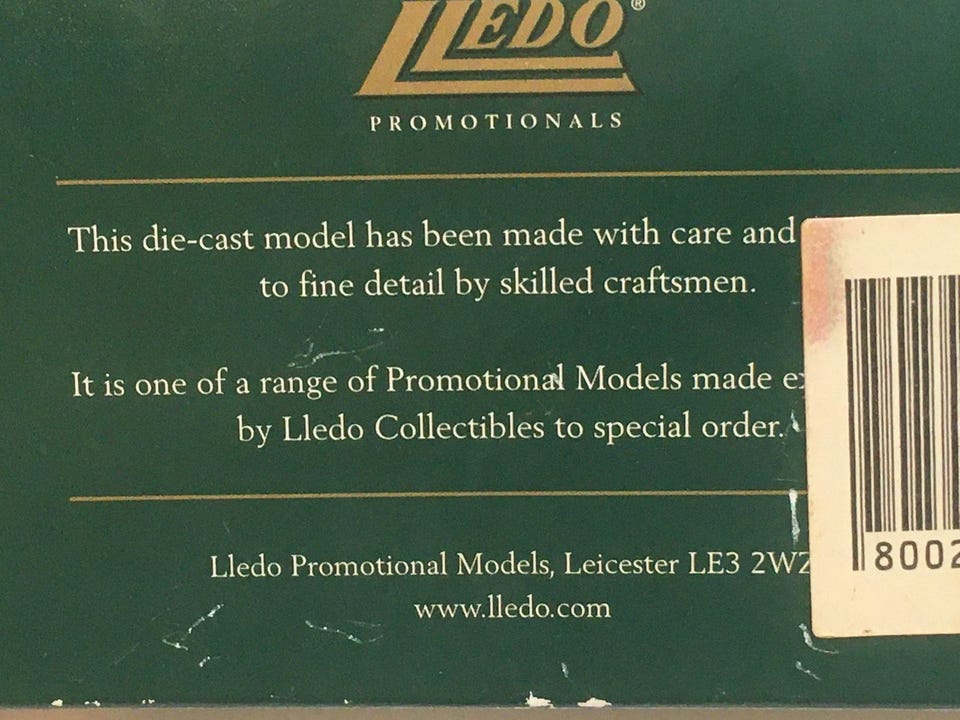 LLEDO®
PROMOTIONALS
This die-cast model has been made with care and
to fine detail by skilled craftsmen.
It is one of a range of Promotional Models made
by Lledo Collectibles to special order.
Lledo Promotional Models, Leicester LE3
www.lledo.com
8002